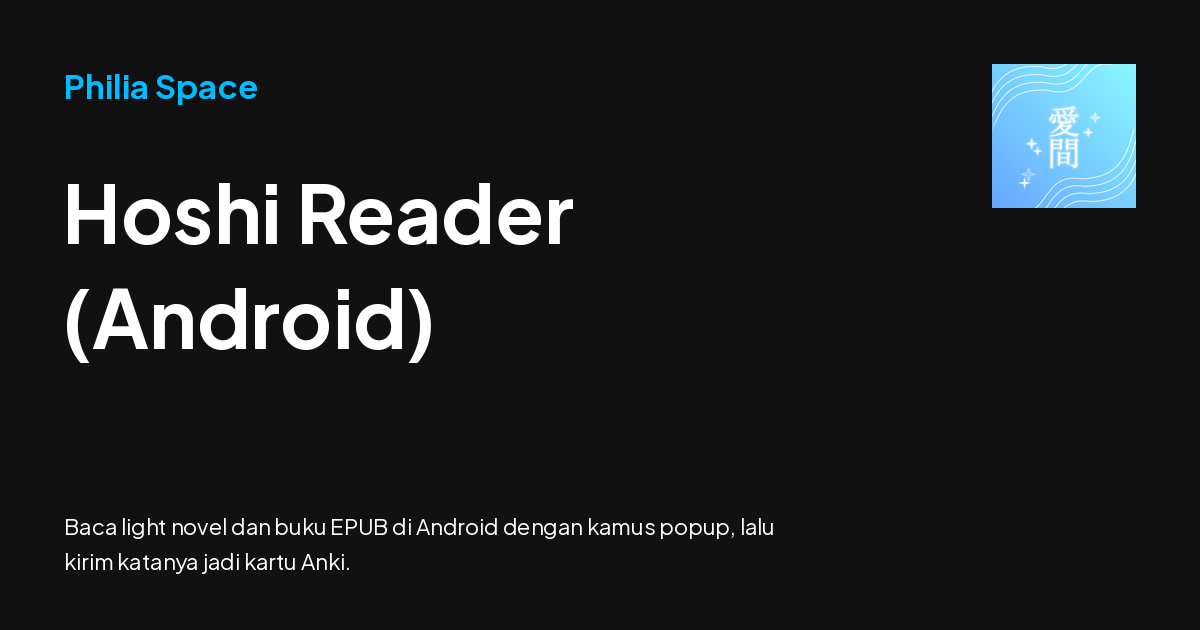 Philia Space
愛
間
Hoshi Reader
(Android)
Baca light novel dan buku EPUB di Android dengan kamus popup, lalu
kirim katanya jadi kartu Anki.